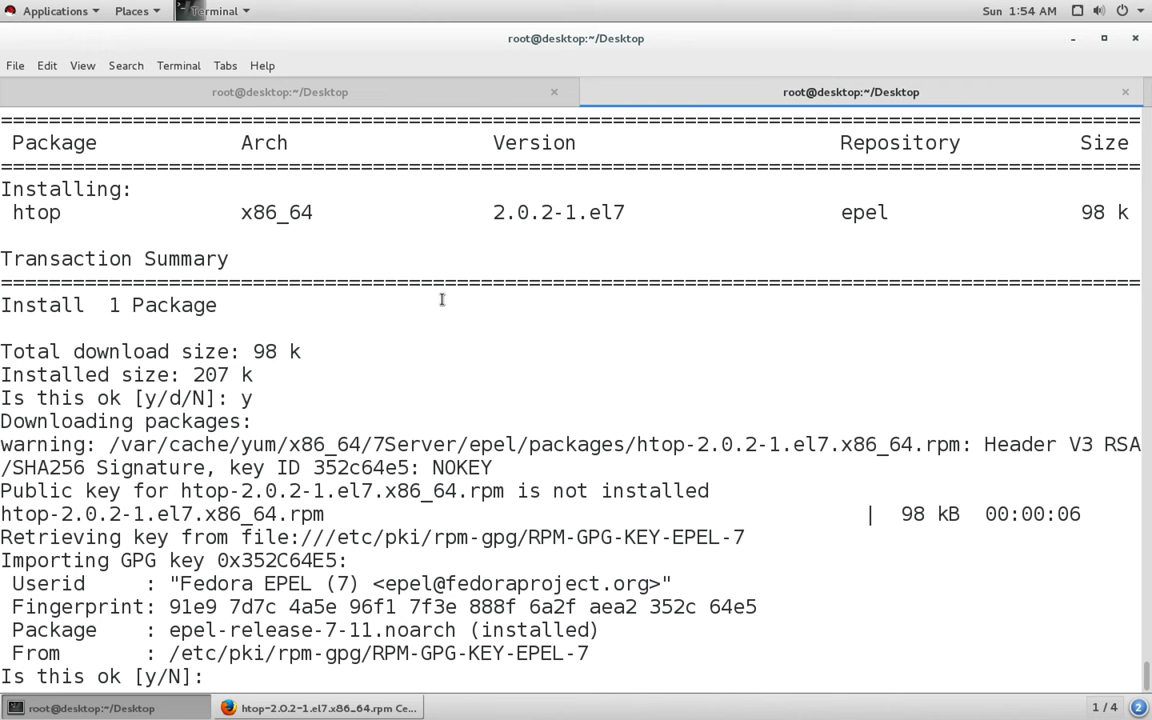 Applications Places Terminal Sun 1:54 AM
root@desktop:~/Desktop
File Edit View Search Terminal Tabs Help
root@desktop:~/Desktop × root@desktop:~/Desktop ×
================================================================================================
Package Arch Version Repository Size
================================================================================================
Installing:
htop x86_64 2.0.2-1.el7 epel 98 k
Transaction Summary
================================================================================================
Install 1 Package
Total download size: 98 k
Installed size: 207 k
Is this ok [y/d/N]: y
Downloading packages:
warning: /var/cache/yum/x86_64/7Server/epel/packages/htop-2.0.2-1.el7.x86_64.rpm: Header V3 RSA
/SHA256 Signature, key ID 352c64e5: NOKEY
Public key for htop-2.0.2-1.el7.x86_64.rpm is not installed
htop-2.0.2-1.el7.x86_64.rpm | 98 kB 00:00:06
Retrieving key from file:///etc/pki/rpm-gpg/RPM-GPG-KEY-EPEL-7
Importing GPG key 0x352C64E5:
Userid : "Fedora EPEL (7) <epel@fedoraproject.org>"
Fingerprint: 91e9 7d7c 4a5e 96f1 7f3e 888f 6a2f aea2 352c 64e5
Package : epel-release-7-11.noarch (installed)
From : /etc/pki/rpm-gpg/RPM-GPG-KEY-EPEL-7
Is this ok [y/N]:
root@desktop:~/Desktop htop-2.0.2-1.el7.x86_64.rpm Ce... 1 / 4 2